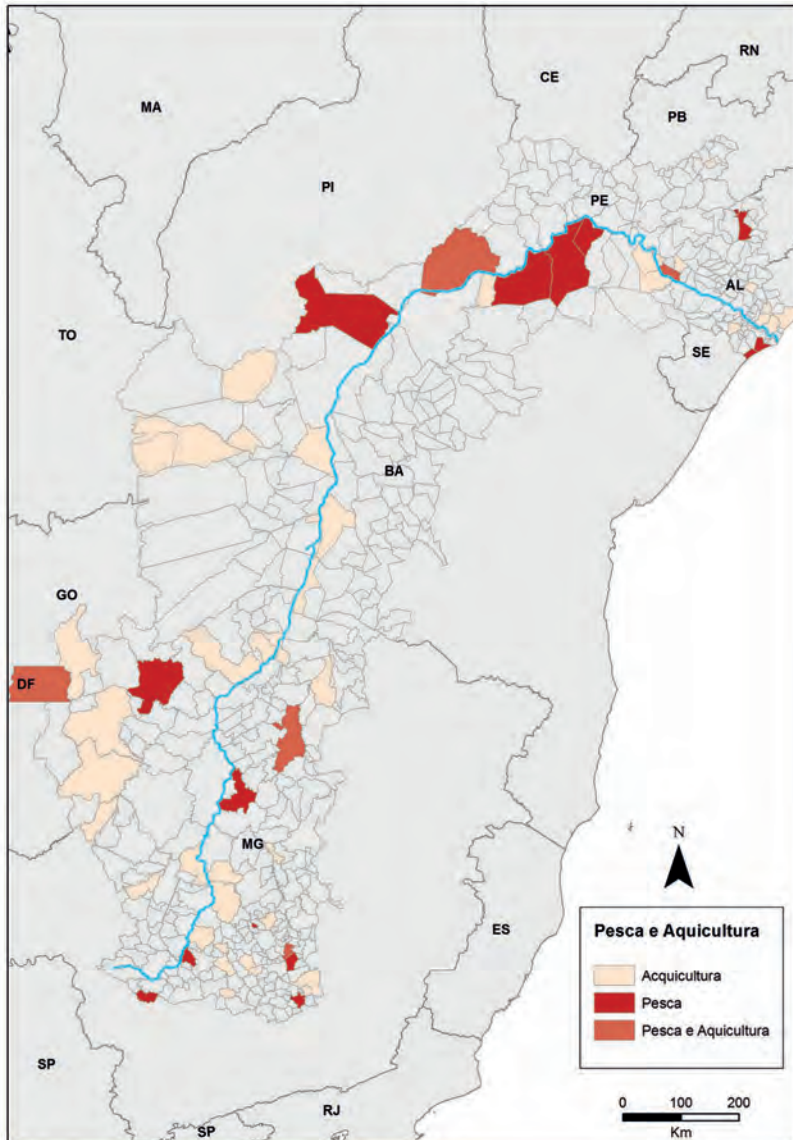 RN
CE
MA
PB
PI
PE
AL
TO
SE
BA
GO
DF
MG
N
ES
Pesca e Aquicultura
Acquicultura
Pesca
Pesca e Aquicultura
SP
RJ
SP
0 100 200
Km